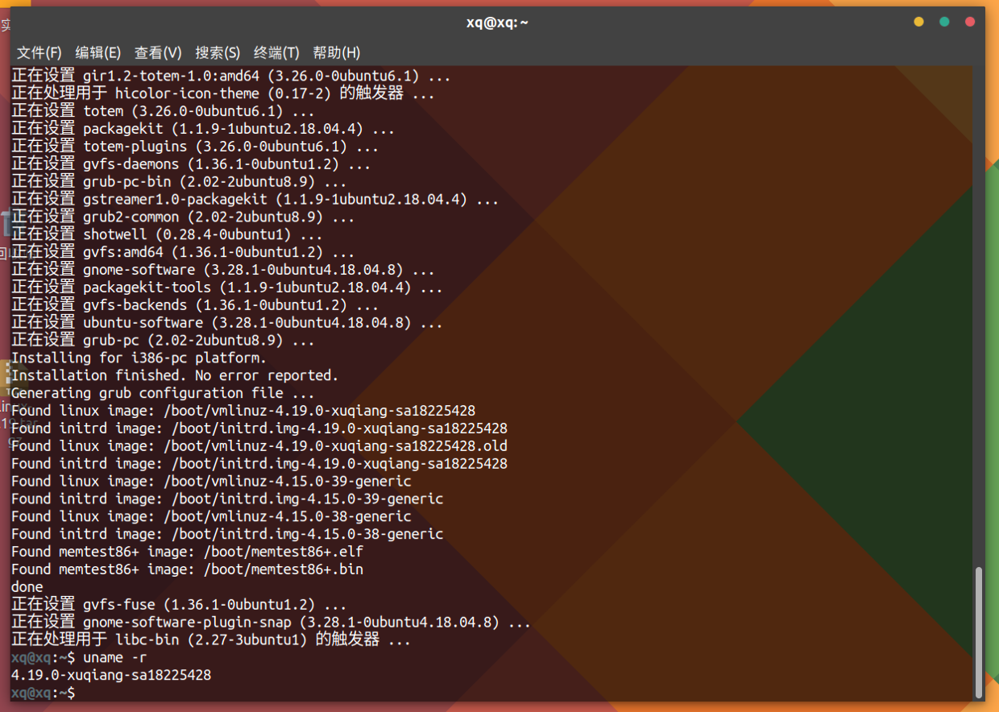 xq@xq: ~
文件(F) 编辑(E) 查看(V) 搜索(S) 终端(T) 帮助(H)
正在设置 gir1.2-totem-1.0:amd64 (3.26.0-0ubuntu6.1) ...
正在处理用于 hicolor-icon-theme (0.17-2) 的触发器 ...
正在设置 totem (3.26.0-0ubuntu6.1) ...
正在设置 packagekit (1.1.9-1ubuntu2.18.04.4) ...
正在设置 totem-plugins (3.26.0-0ubuntu6.1) ...
正在设置 gvfs-daemons (1.36.1-0ubuntu1.2) ...
正在设置 grub-pc-bin (2.02-2ubuntu8.9) ...
正在设置 gstreamer1.0-packagekit (1.1.9-1ubuntu2.18.04.4) ...
正在设置 grub2-common (2.02-2ubuntu8.9) ...
正在设置 shotwell (0.28.4-0ubuntu1) ...
正在设置 gvfs:amd64 (1.36.1-0ubuntu1.2) ...
正在设置 gnome-software (3.28.1-0ubuntu4.18.04.8) ...
正在设置 packagekit-tools (1.1.9-1ubuntu2.18.04.4) ...
正在设置 gvfs-backends (1.36.1-0ubuntu1.2) ...
正在设置 ubuntu-software (3.28.1-0ubuntu4.18.04.8) ...
正在设置 grub-pc (2.02-2ubuntu8.9) ...
Installing for i386-pc platform.
Installation finished. No error reported.
Generating grub configuration file ...
Found linux image: /boot/vmlinuz-4.19.0-xuqiang-sa18225428
Found initrd image: /boot/initrd.img-4.19.0-xuqiang-sa18225428
Found linux image: /boot/vmlinuz-4.19.0-xuqiang-sa18225428.old
Found initrd image: /boot/initrd.img-4.19.0-xuqiang-sa18225428
Found linux image: /boot/vmlinuz-4.15.0-39-generic
Found initrd image: /boot/initrd.img-4.15.0-39-generic
Found linux image: /boot/vmlinuz-4.15.0-38-generic
Found initrd image: /boot/initrd.img-4.15.0-38-generic
Found memtest86+ image: /boot/memtest86+.elf
Found memtest86+ image: /boot/memtest86+.bin
done
正在设置 gvfs-fuse (1.36.1-0ubuntu1.2) ...
正在设置 gnome-software-plugin-snap (3.28.1-0ubuntu4.18.04.8) ...
正在处理用于 libc-bin (2.27-3ubuntu1) 的触发器 ...
xq@xq:~$ uname -r
4.19.0-xuqiang-sa18225428
xq@xq:~$